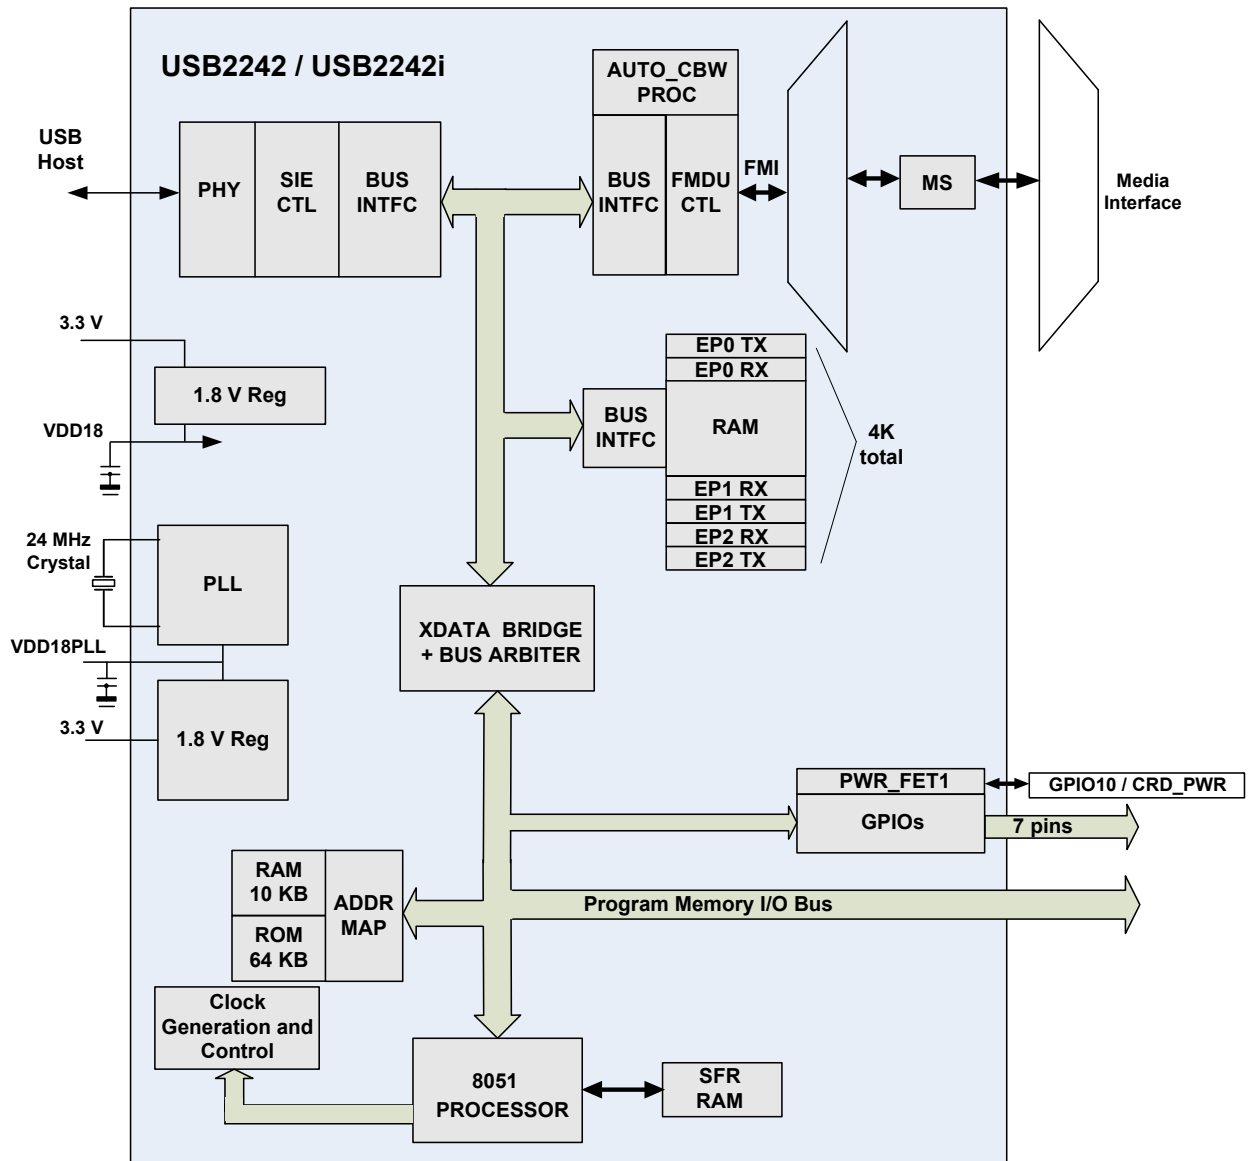 USB2242 / USB2242i
AUTO_CBW
PROC
USB
Host
PHY
SIE
CTL
BUS
INTFC
BUS
INTFC
FMDU
CTL
FMI
MS
Media
Interface
3.3 V
1.8 V Reg
VDD18
EP0 TX
EP0 RX
BUS
INTFC
RAM
4K
total
EP1 RX
EP1 TX
EP2 RX
EP2 TX
24 MHz
Crystal
PLL
VDD18PLL
3.3 V
1.8 V Reg
XDATA BRIDGE
+ BUS ARBITER
PWR_FET1
GPIO10 / CRD_PWR
GPIOs
7 pins
RAM
10 KB
ROM
64 KB
ADDR
MAP
Program Memory I/O Bus
Clock
Generation and
Control
8051
PROCESSOR
SFR
RAM